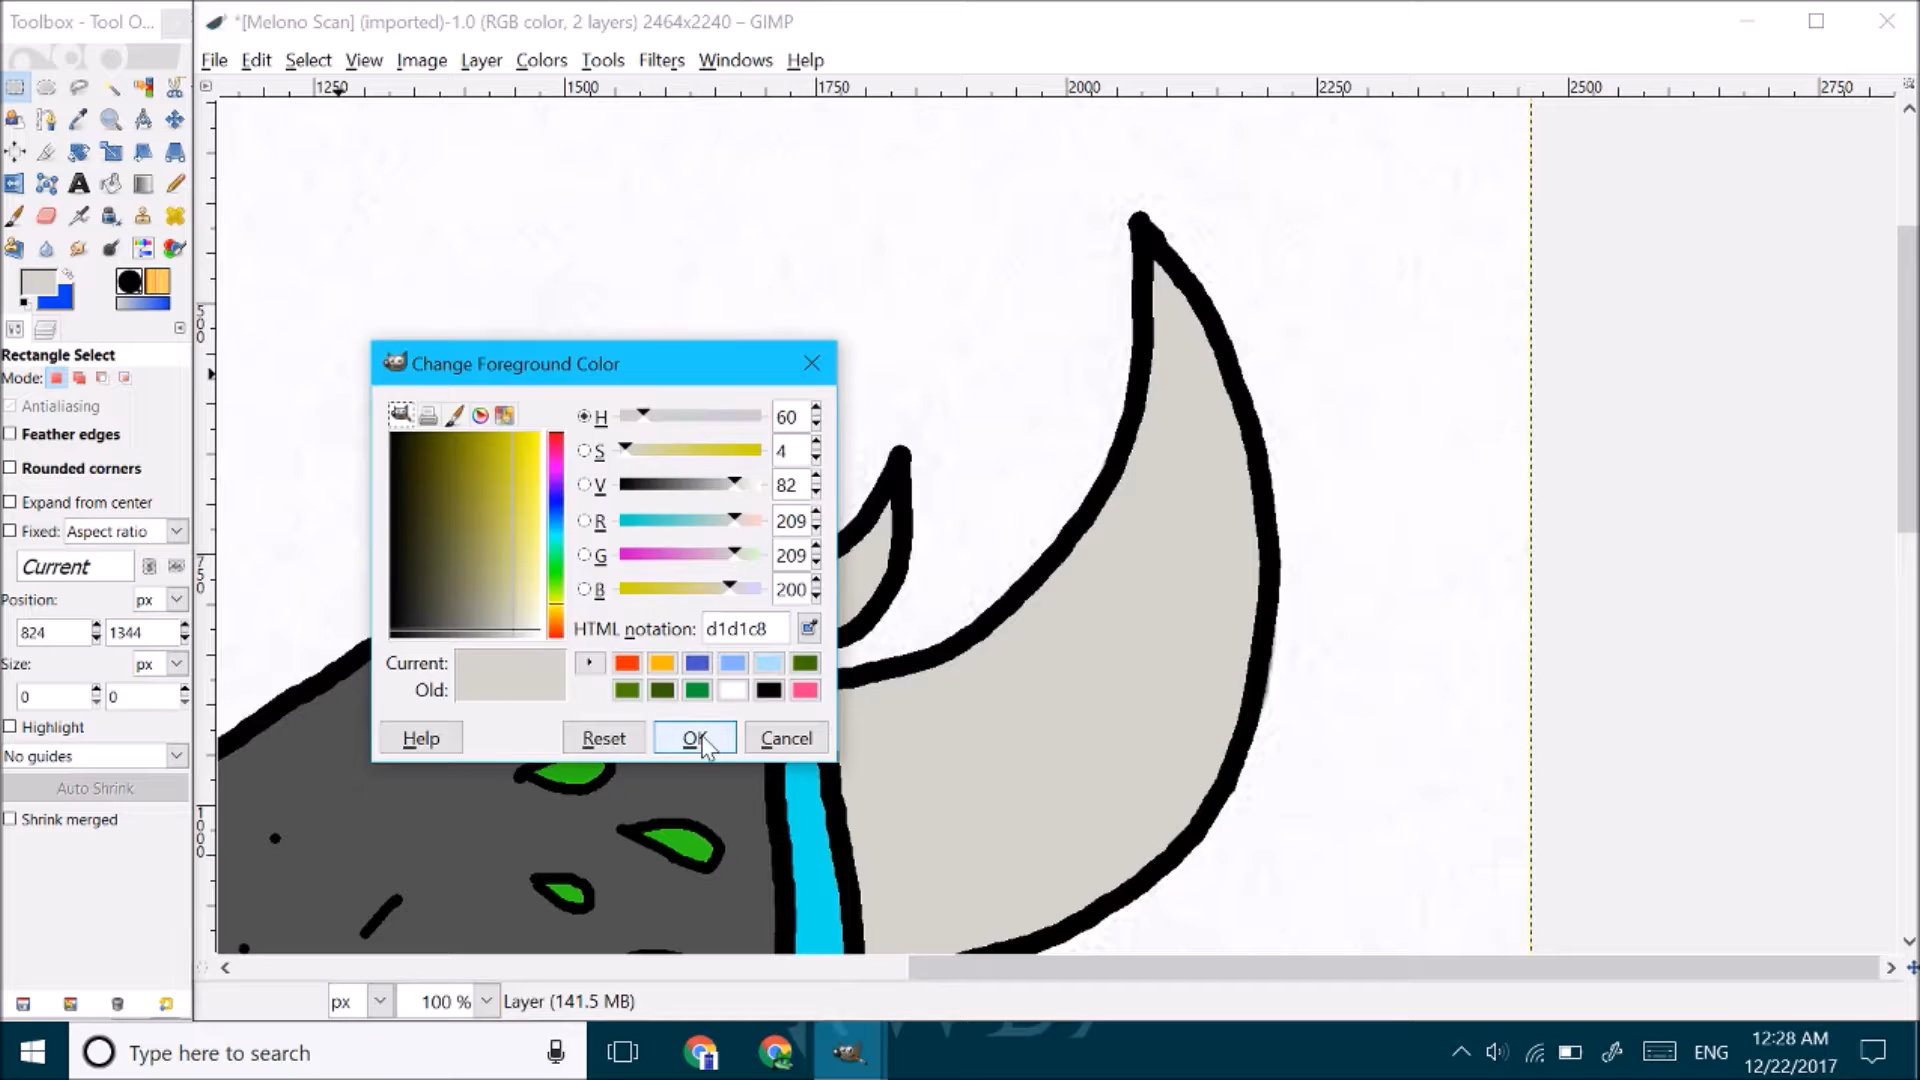 Toolbox - Tool O...
*[Melono Scan] (imported)-1.0 (RGB color, 2 layers) 2464x2240 – GIMP
File Edit Select View Image Layer Colors Tools Filters Windows Help
1250 1500 1750 2000 2250 2500 2750
500
750
1000
Rectangle Select
Mode:
Antialiasing
Feather edges
Rounded corners
Expand from center
Fixed: Aspect ratio
Current
Position: px
824 1344
Size: px
0 0
Highlight
No guides
Auto Shrink
Shrink merged
Change Foreground Color
H 60
S 4
V 82
R 209
G 209
B 200
HTML notation: d1d1c8
Current:
Old:
Help Reset OK Cancel
px 100 % Layer (141.5 MB)
Type here to search
ENG
12:28 AM
12/22/2017